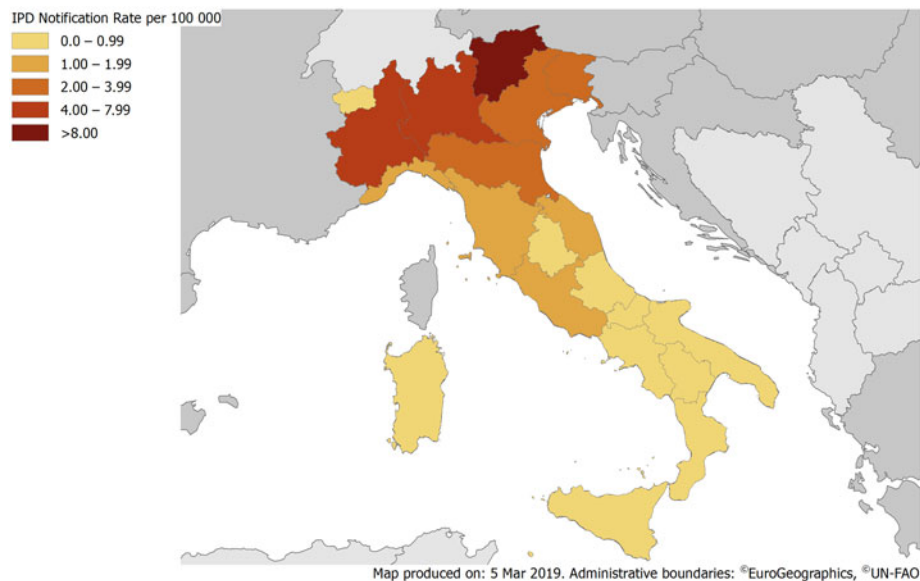 IPD Notification Rate per 100 000
0.0 – 0.99
1.00 – 1.99
2.00 – 3.99
4.00 – 7.99
>8.00
Map produced on: 5 Mar 2019. Administrative boundaries: ©EuroGeographics, ©UN-FAO